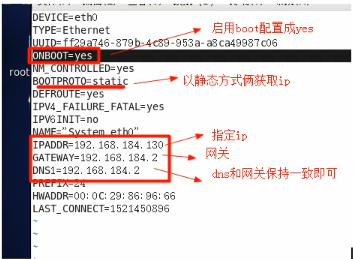 DEVICE=eth0
TYPE=Ethernet
UUID=ff29a746-879b-4c89-953a-a8ca49987c06
启用boot配置成yes
ONBOOT=yes
root
NM_CONTROLLED=yes
BOOTPROTO=static
以静态方式俩获取ip
DEFROUTE=yes
IPV4_FAILURE_FATAL=yes
IPV6INIT=no
NAME="System eth0"
指定ip
IPADDR=192.168.184.130
网关
GATEWAY=192.168.184.2
DNS1=192.168.184.2
dns和网关保持一致即可
PREFIX=24
HWADDR=00:0C:29:86:96:66
LAST_CONNECT=1521450896
~
~
~